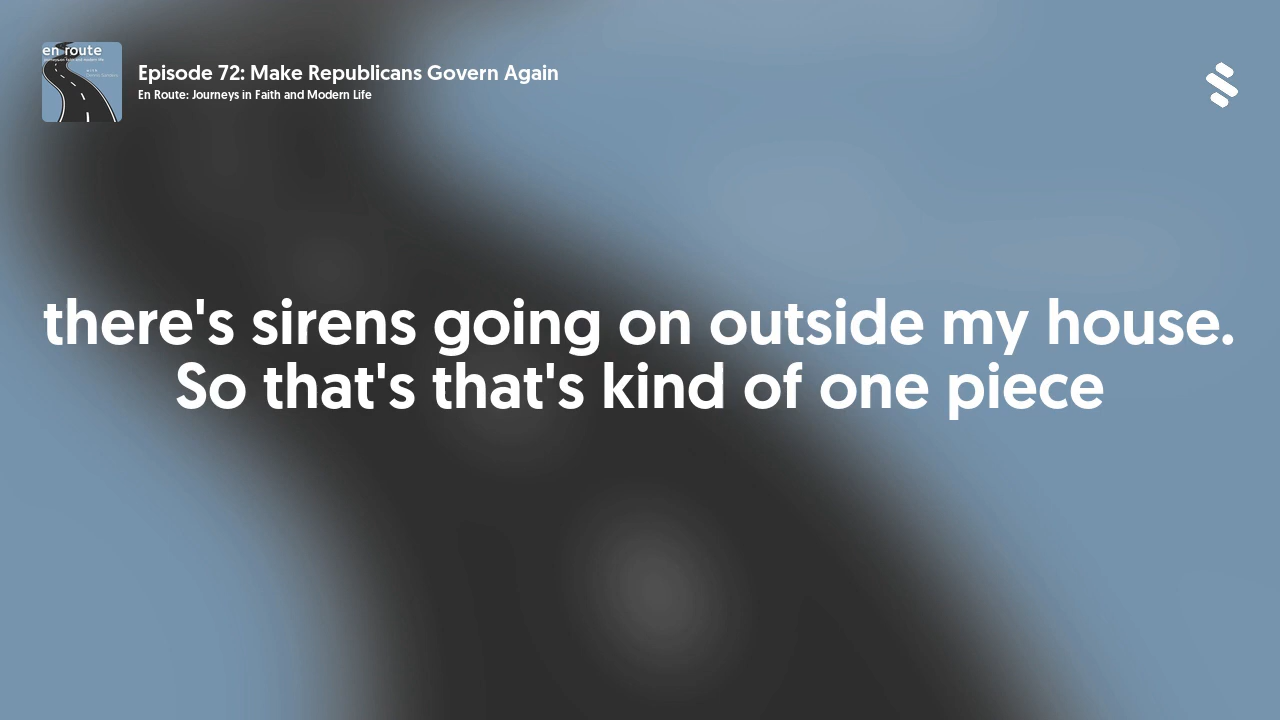 en route
Episode 72: Make Republicans Govern Again
En Route: Journeys in Faith and Modern Life
there's sirens going on outside my house.
So that's that's kind of one piece